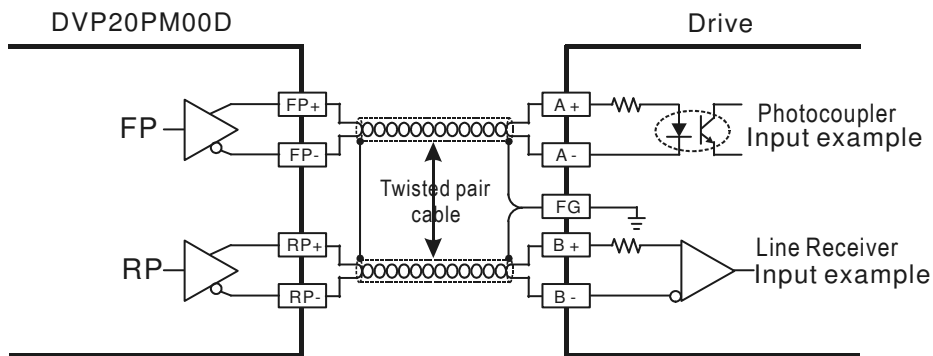 DVP20PM00D
Drive
FP
FP+
FP-
A+
A-
Photocoupler
Input example
Twisted pair
cable
FG
RP
RP+
RP-
B+
B-
Line Receiver
Input example